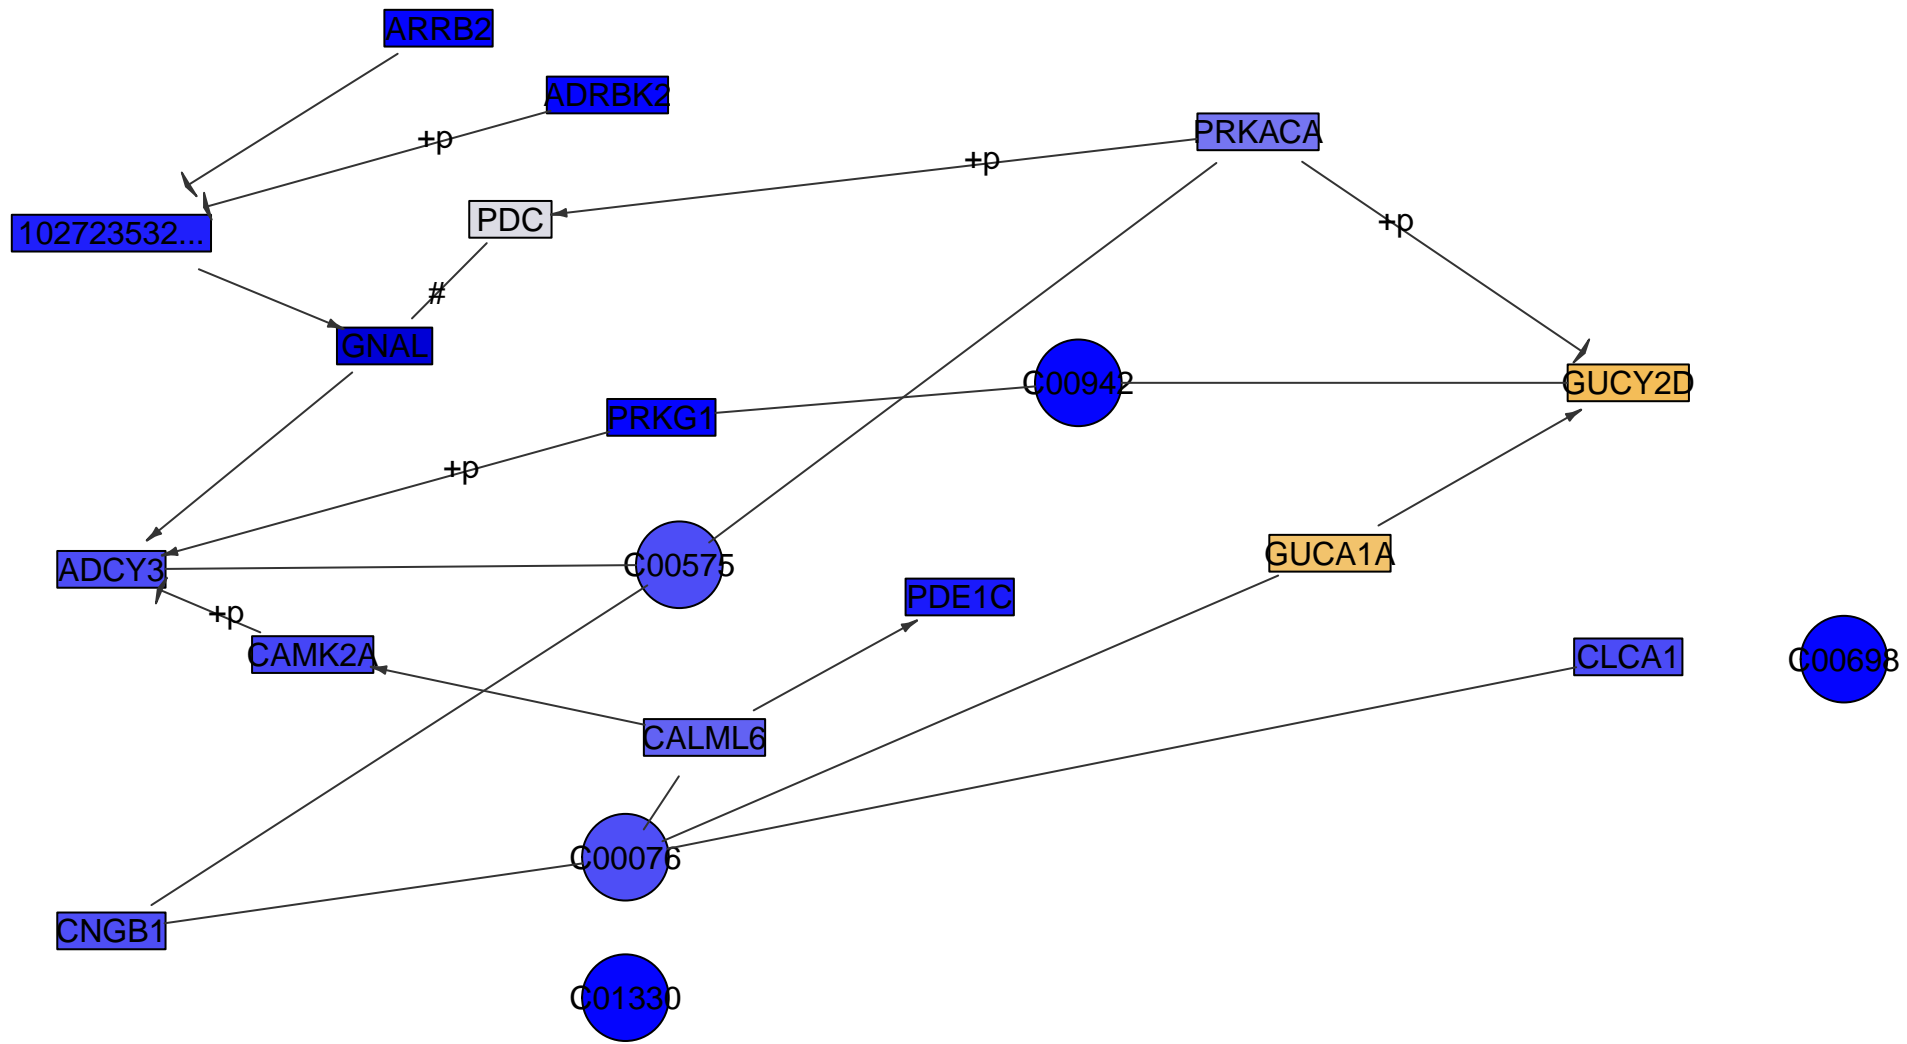 ARRB2
ADRBK2
PRKACA
+p
+p
102723532...
PDC
+p
#
GNAL
C00942
GUCY2D
PRKG1
+p
ADCY3
C00575
GUCA1A
PDE1C
+p
CAMK2A
CLCA1
C00698
CALML6
C00076
CNGB1
C01330